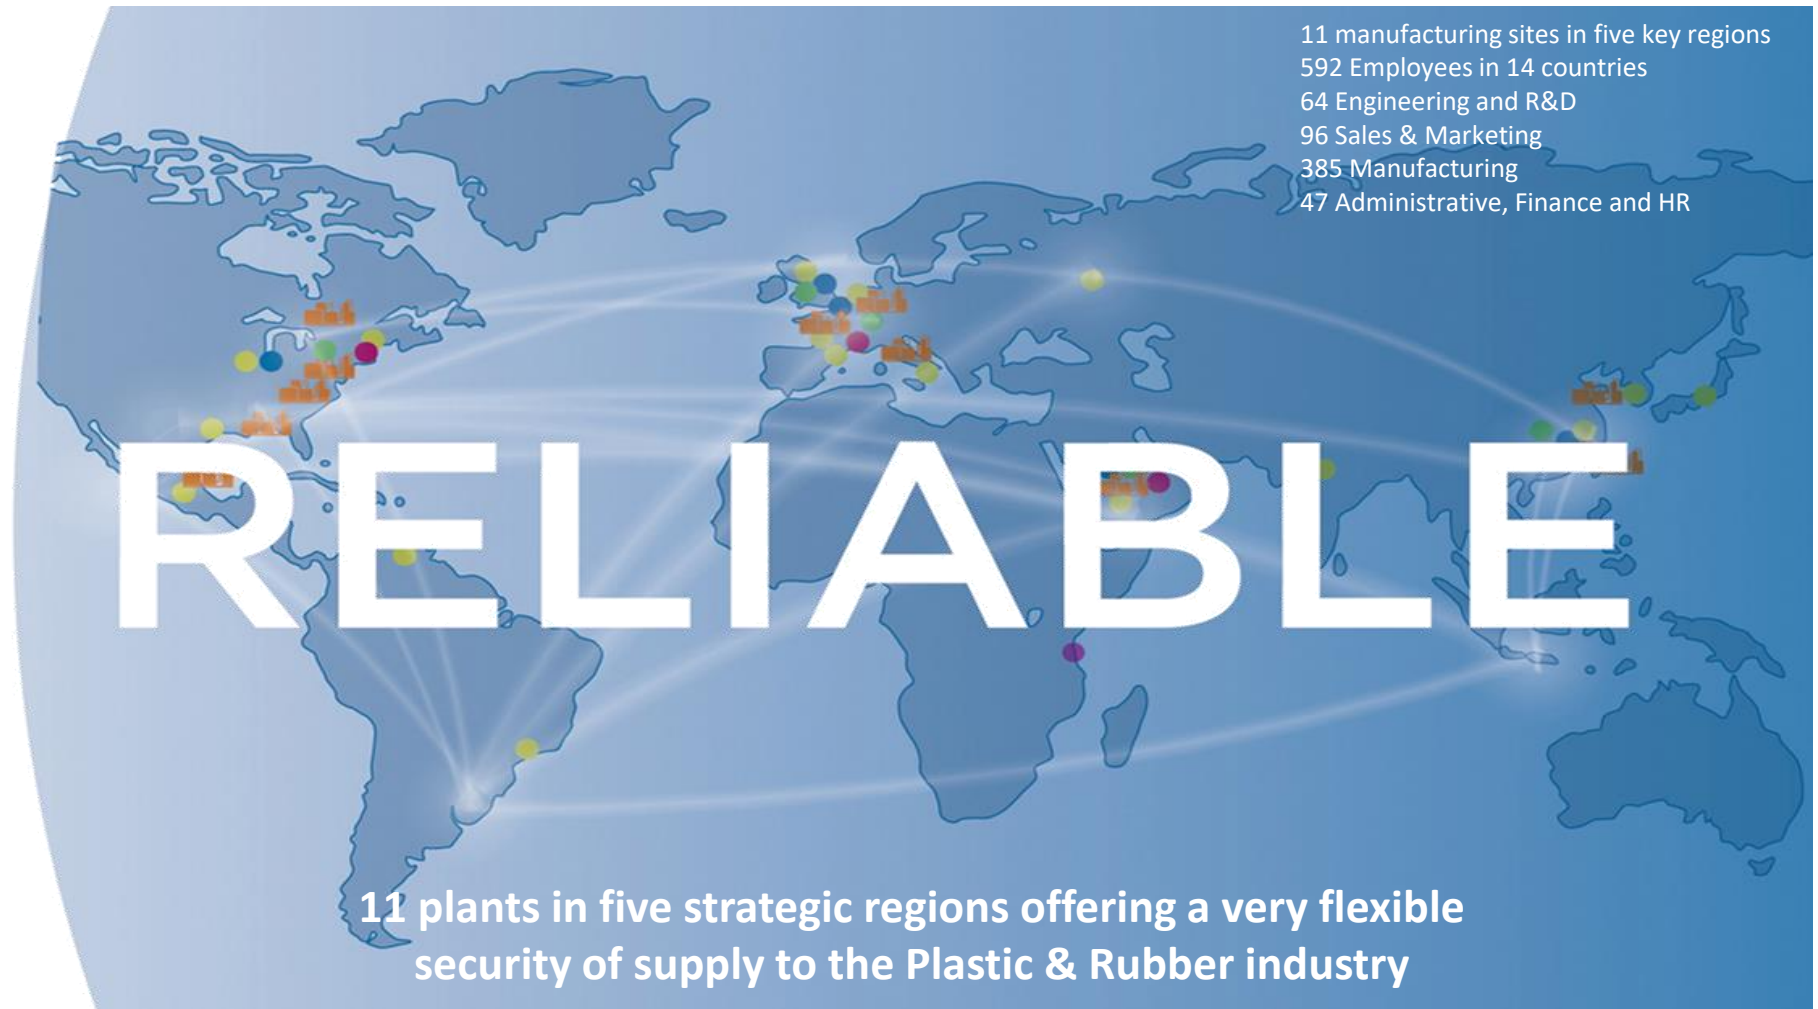 11 manufacturing sites in five key regions
592 Employees in 14 countries
64 Engineering and R&D
96 Sales & Marketing
385 Manufacturing
47 Administrative, Finance and HR
RELIABLE
11 plants in five strategic regions offering a very flexible
security of supply to the Plastic & Rubber industry